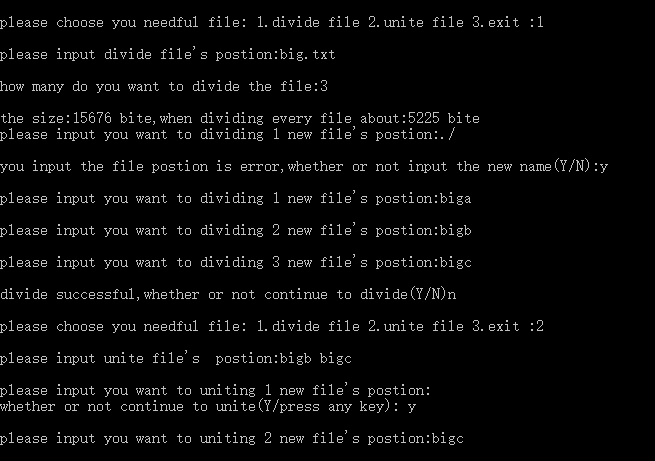 please choose you needful file: 1.divide file 2.unite file 3.exit :1
please input divide file's postion:big.txt
how many do you want to divide the file:3
the size:15676 bite,when dividing every file about:5225 bite
please input you want to dividing 1 new file's postion:./
you input the file postion is error,whether or not input the new name(Y/N):y
please input you want to dividing 1 new file's postion:biga
please input you want to dividing 2 new file's postion:bigb
please input you want to dividing 3 new file's postion:bigc
divide successful,whether or not continue to divide(Y/N)n
please choose you needful file: 1.divide file 2.unite file 3.exit :2
please input unite file's  postion:bigb bigc
please input you want to uniting 1 new file's postion:
whether or not continue to unite(Y/press any key): y
please input you want to uniting 2 new file's postion:bigc